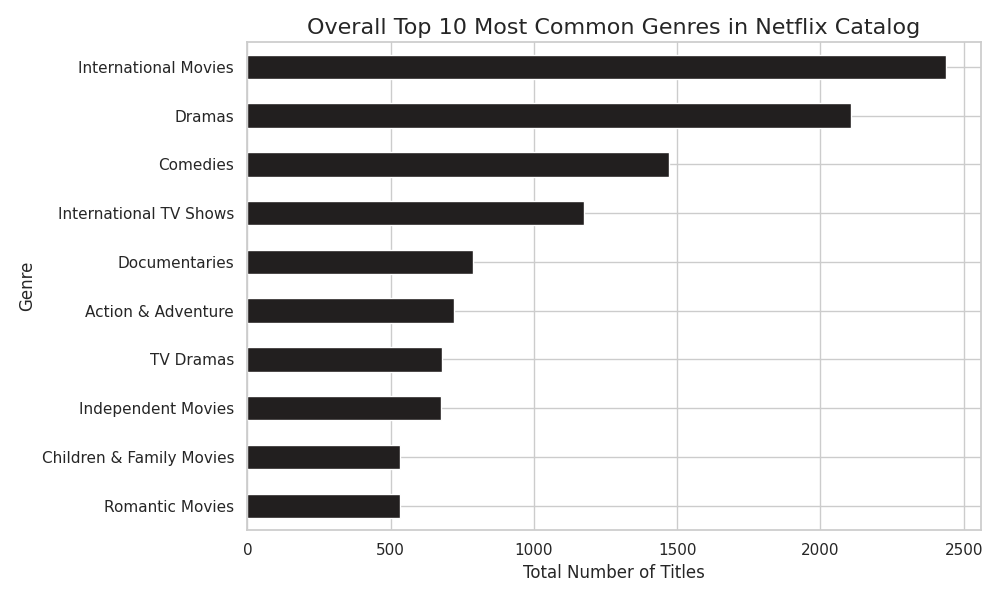 Overall Top 10 Most Common Genres in Netflix Catalog
Genre
International Movies
Dramas
Comedies
International TV Shows
Documentaries
Action & Adventure
TV Dramas
Independent Movies
Children & Family Movies
Romantic Movies
0 500 1000 1500 2000 2500
Total Number of Titles